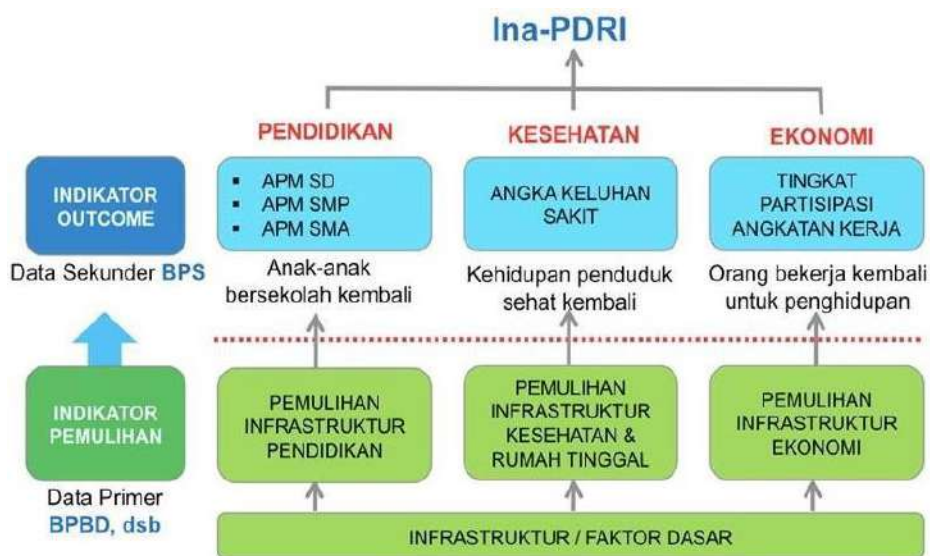 Ina-PDRI
PENDIDIKAN
KESEHATAN
EKONOMI
INDIKATOR
OUTCOME
Data Sekunder BPS
▪ APM SD
▪ APM SMP
▪ APM SMA
Anak-anak
bersekolah kembali
ANGKA KELUHAN
SAKIT
Kehidupan penduduk
sehat kembali
TINGKAT
PARTISIPASI
ANGKATAN KERJA
Orang bekerja kembali
untuk penghidupan
INDIKATOR
PEMULIHAN
Data Primer
BPBD, dsb
PEMULIHAN
INFRASTRUKTUR
PENDIDIKAN
PEMULIHAN
INFRASTRUKTUR
KESEHATAN &
RUMAH TINGGAL
PEMULIHAN
INFRASTRUKTUR
EKONOMI
INFRASTRUKTUR / FAKTOR DASAR